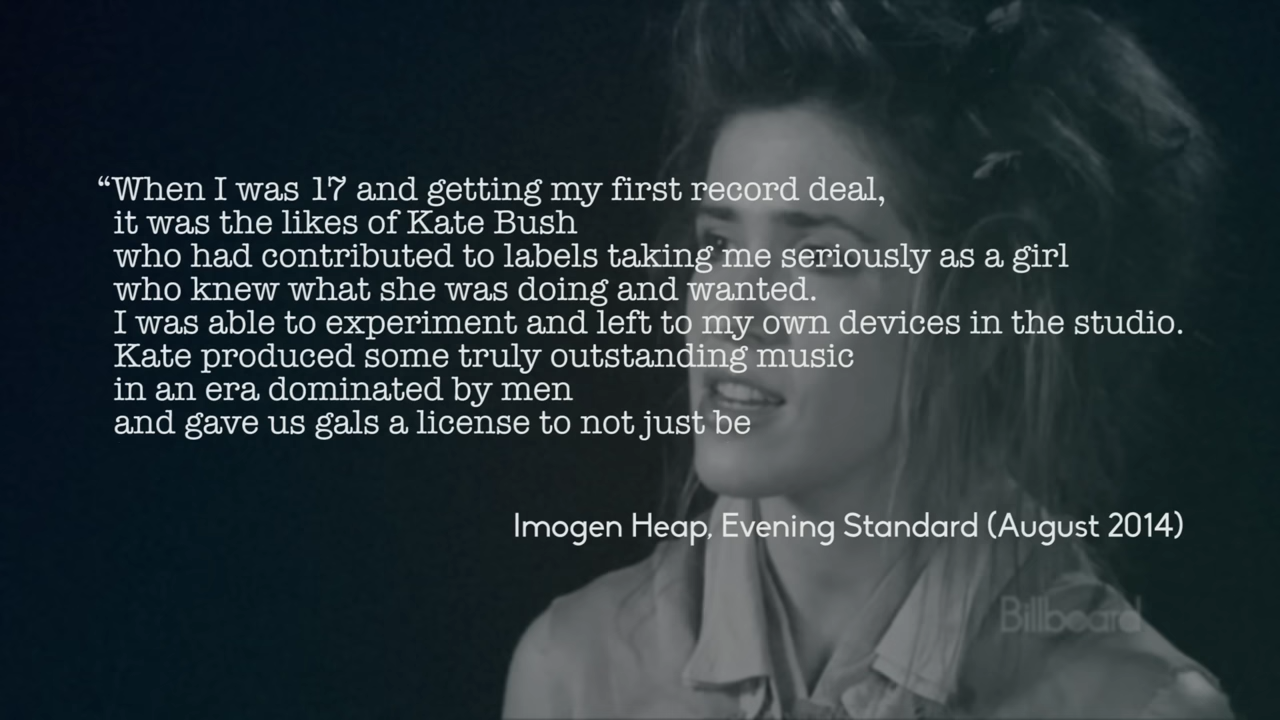 “When I was 17 and getting my first record deal,
it was the likes of Kate Bush
who had contributed to labels taking me seriously as a girl
who knew what she was doing and wanted.
I was able to experiment and left to my own devices in the studio.
Kate produced some truly outstanding music
in an era dominated by men
and gave us gals a license to not just be
Imogen Heap, Evening Standard (August 2014)
Billboard